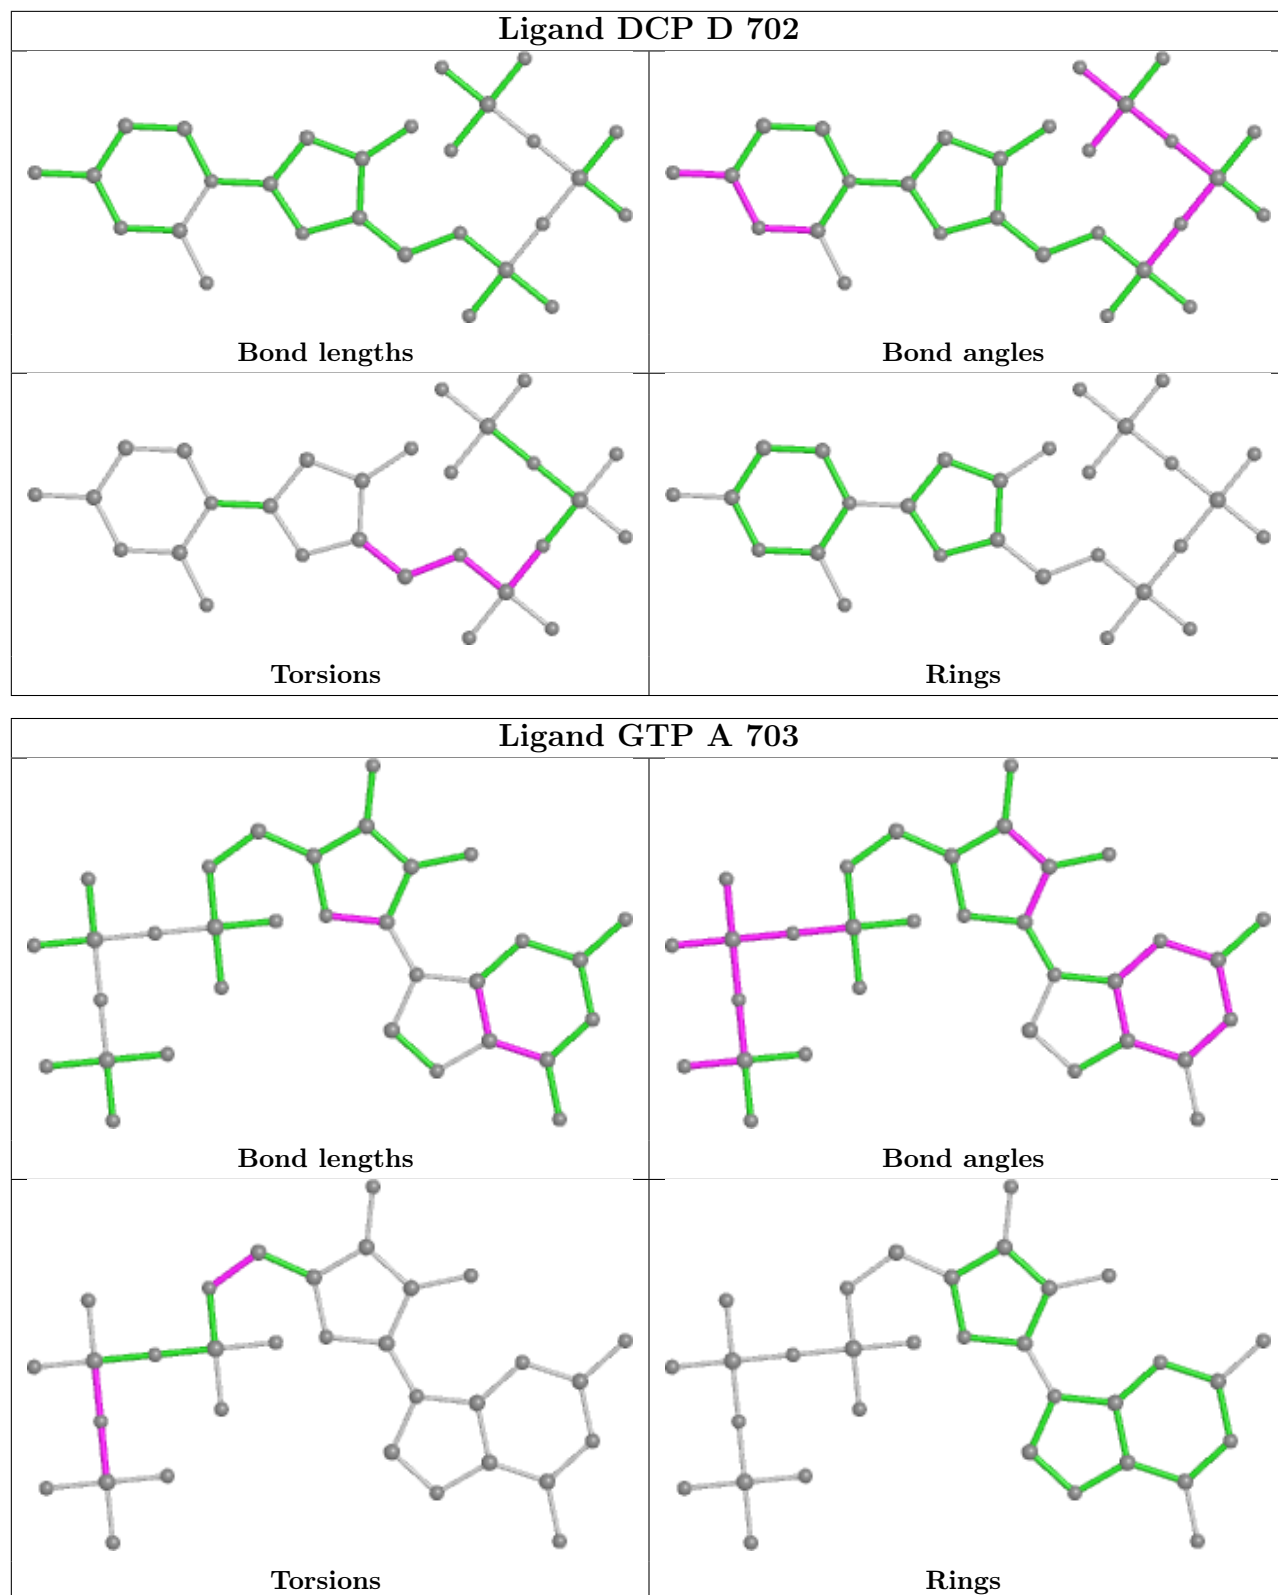 Ligand DCP D 702
Bond lengths
Bond angles
Torsions
Rings
Ligand GTP A 703
Bond lengths
Bond angles
Torsions
Rings